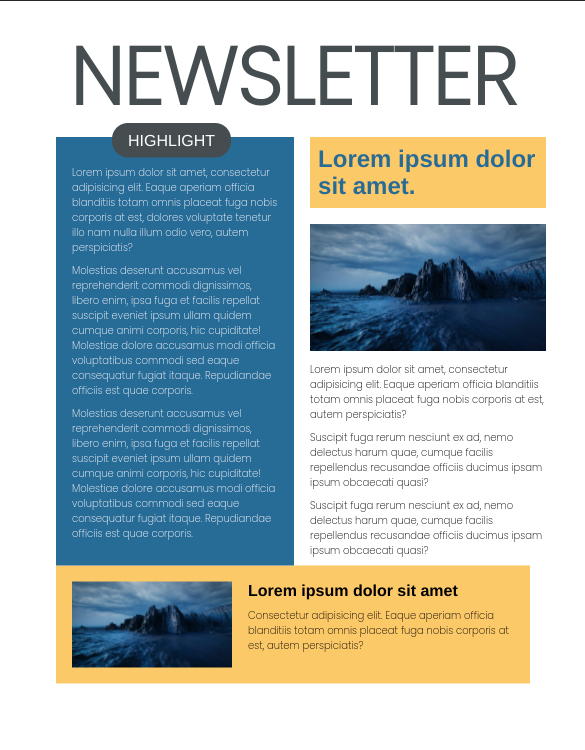 NEWSLETTER
HIGHLIGHT
Lorem ipsum dolor sit amet, consectetur
adipisicing elit. Eaque aperiam officia
blanditiis totam omnis placeat fuga nobis
corporis at est, dolores voluptate tenetur
illo nam nulla illum odio vero, autem
perspiciatis?
Molestias deserunt accusamus vel
reprehenderit commodi dignissimos,
libero enim, ipsa fuga et facilis repellat
suscipit eveniet ipsum ullam quidem
cumque animi corporis, hic cupiditate!
Molestiae dolore accusamus modi officia
voluptatibus commodi sed eaque
consequatur fugiat itaque. Repudiandae
officiis est quae corporis.
Molestias deserunt accusamus vel
reprehenderit commodi dignissimos,
libero enim, ipsa fuga et facilis repellat
suscipit eveniet ipsum ullam quidem
cumque animi corporis, hic cupiditate!
Molestiae dolore accusamus modi officia
voluptatibus commodi sed eaque
consequatur fugiat itaque. Repudiandae
officiis est quae corporis.
Lorem ipsum dolor
sit amet.
Lorem ipsum dolor sit amet, consectetur
adipisicing elit. Eaque aperiam officia blanditiis
totam omnis placeat fuga nobis corporis at est,
autem perspiciatis?
Suscipit fuga rerum nesciunt ex ad, nemo
delectus harum quae, cumque facilis
repellendus recusandae officiis ducimus ipsam
ipsum obcaecati quasi?
Suscipit fuga rerum nesciunt ex ad, nemo
delectus harum quae, cumque facilis
repellendus recusandae officiis ducimus ipsam
ipsum obcaecati quasi?
Lorem ipsum dolor sit amet
Consectetur adipisicing elit. Eaque aperiam officia
blanditiis totam omnis placeat fuga nobis corporis at
est, autem perspiciatis?